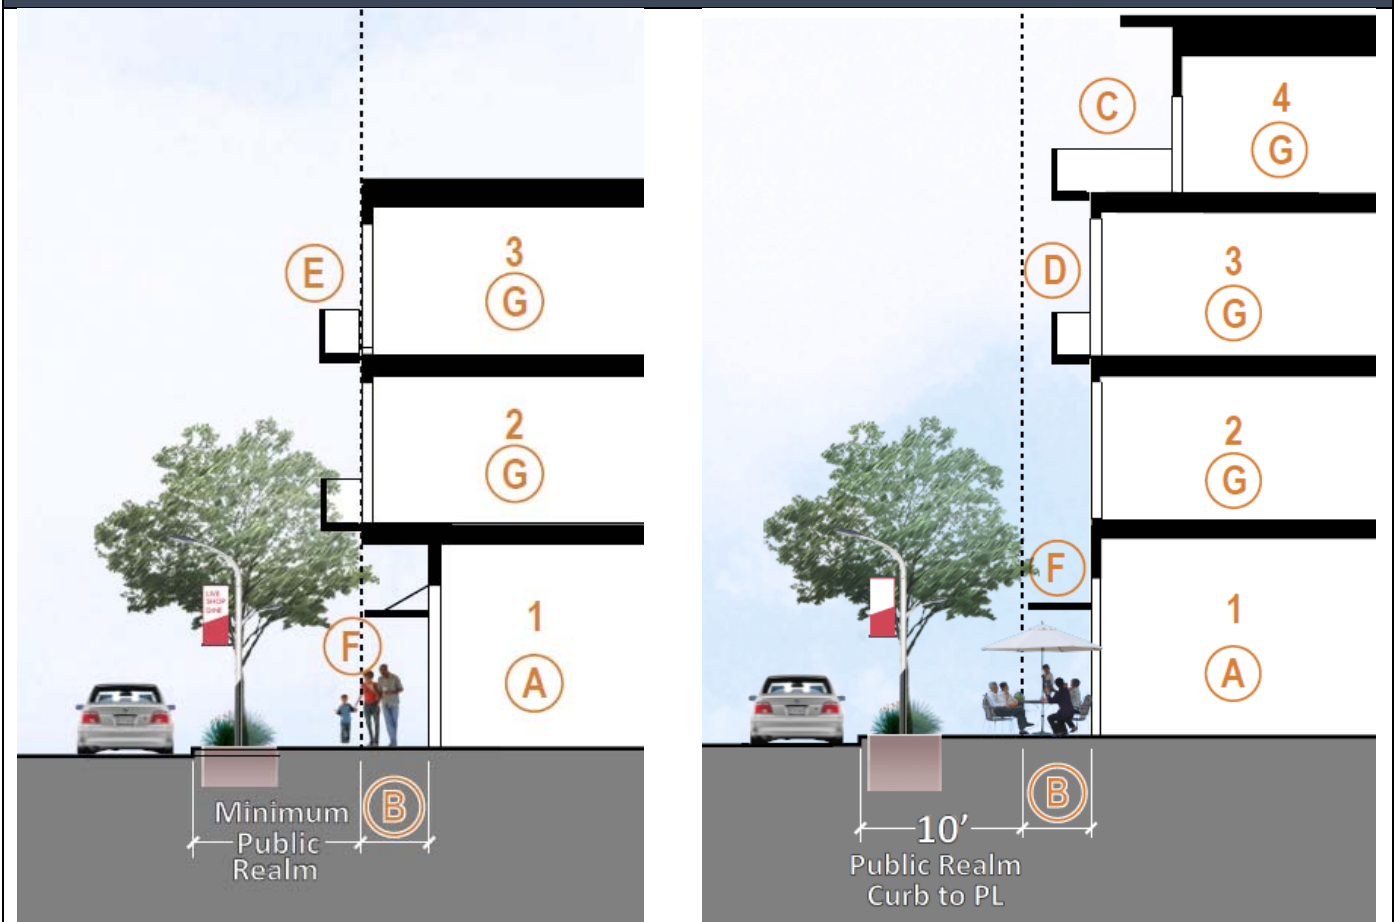 E
3
G
2
G
LIVE
SHOP
DINE
1
F
A
B
Minimum
Public
Realm
C
4
G
D
3
G
2
G
F
1
A
B
10'
Public Realm
Curb to PL